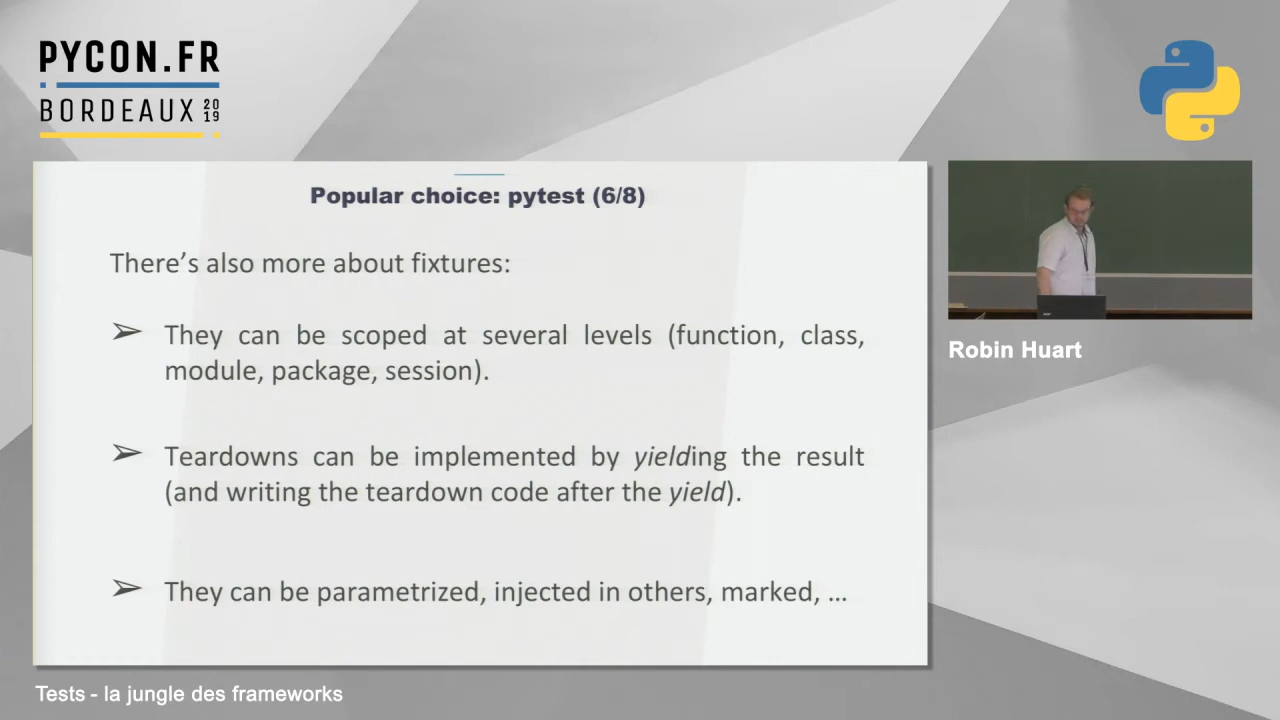 PYCON.FR
BORDEAUX 2019
Popular choice: pytest (6/8)
There's also more about fixtures:
➢ They can be scoped at several levels (function, class,
module, package, session).
➢ Teardowns can be implemented by yielding the result
(and writing the teardown code after the yield).
➢ They can be parametrized, injected in others, marked, ...
Robin Huart
Tests - la jungle des frameworks